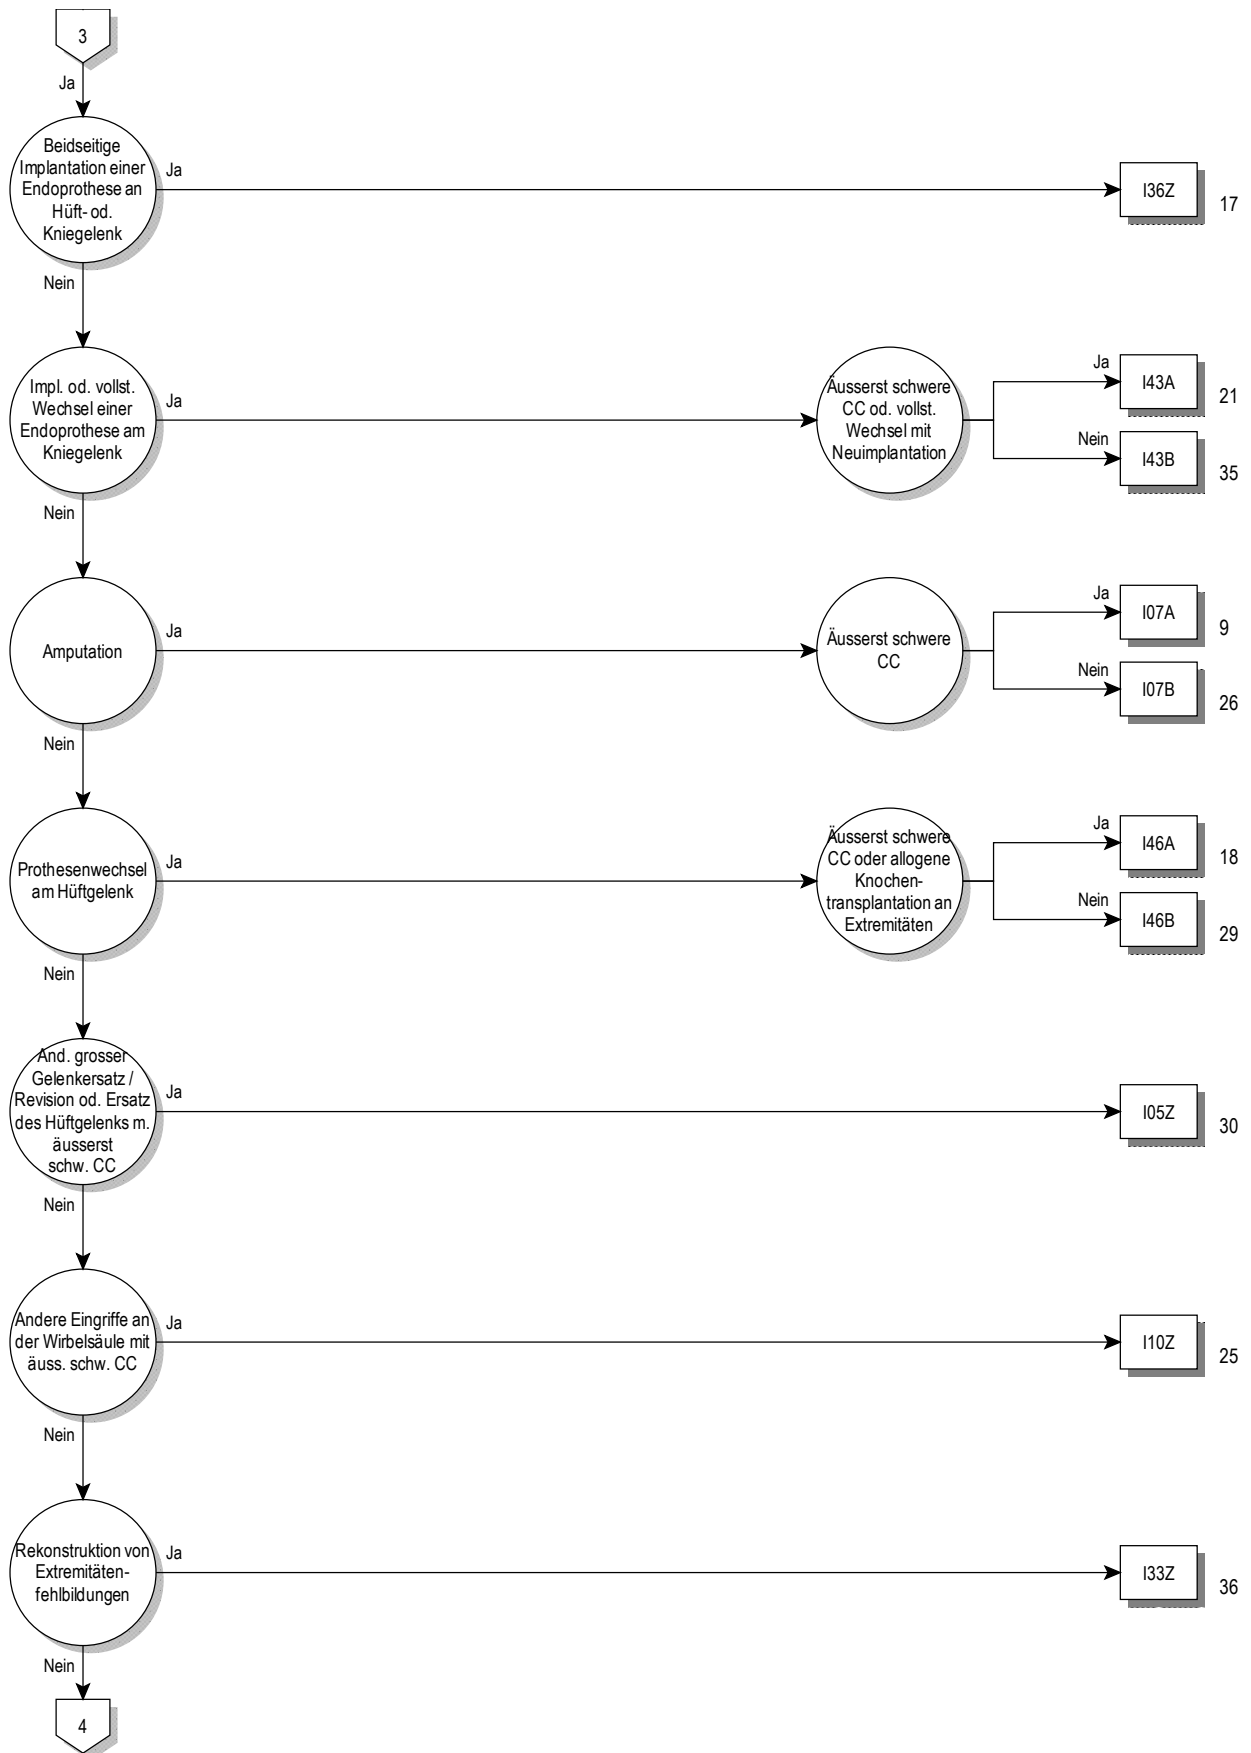 3
Ja
Beidseitige
Implantation einer
Endoprothese an
Hüft- od.
Kniegelenk
Ja
I36Z
17
Nein
Impl. od. vollst.
Wechsel einer
Endoprothese am
Kniegelenk
Ja
Äusserst schwere
CC od. vollst.
Wechsel mit
Neuimplantation
Ja
I43A
21
Nein
I43B
35
Nein
Amputation
Ja
Äusserst schwere
CC
Ja
I07A
9
Nein
I07B
26
Nein
Prothesenwechsel
am Hüftgelenk
Ja
Äusserst schwere
CC oder allogene
Knochen-
transplantation an
Extremitäten
Ja
I46A
18
Nein
I46B
29
Nein
And. grosser
Gelenkersatz /
Revision od. Ersatz
des Hüftgelenks m.
äusserst
schw. CC
Ja
I05Z
30
Nein
Andere Eingriffe an
der Wirbelsäule mit
äuss. schw. CC
Ja
I10Z
25
Nein
Rekonstruktion von
Extremitäten-
fehlbildungen
Ja
I33Z
36
Nein
4